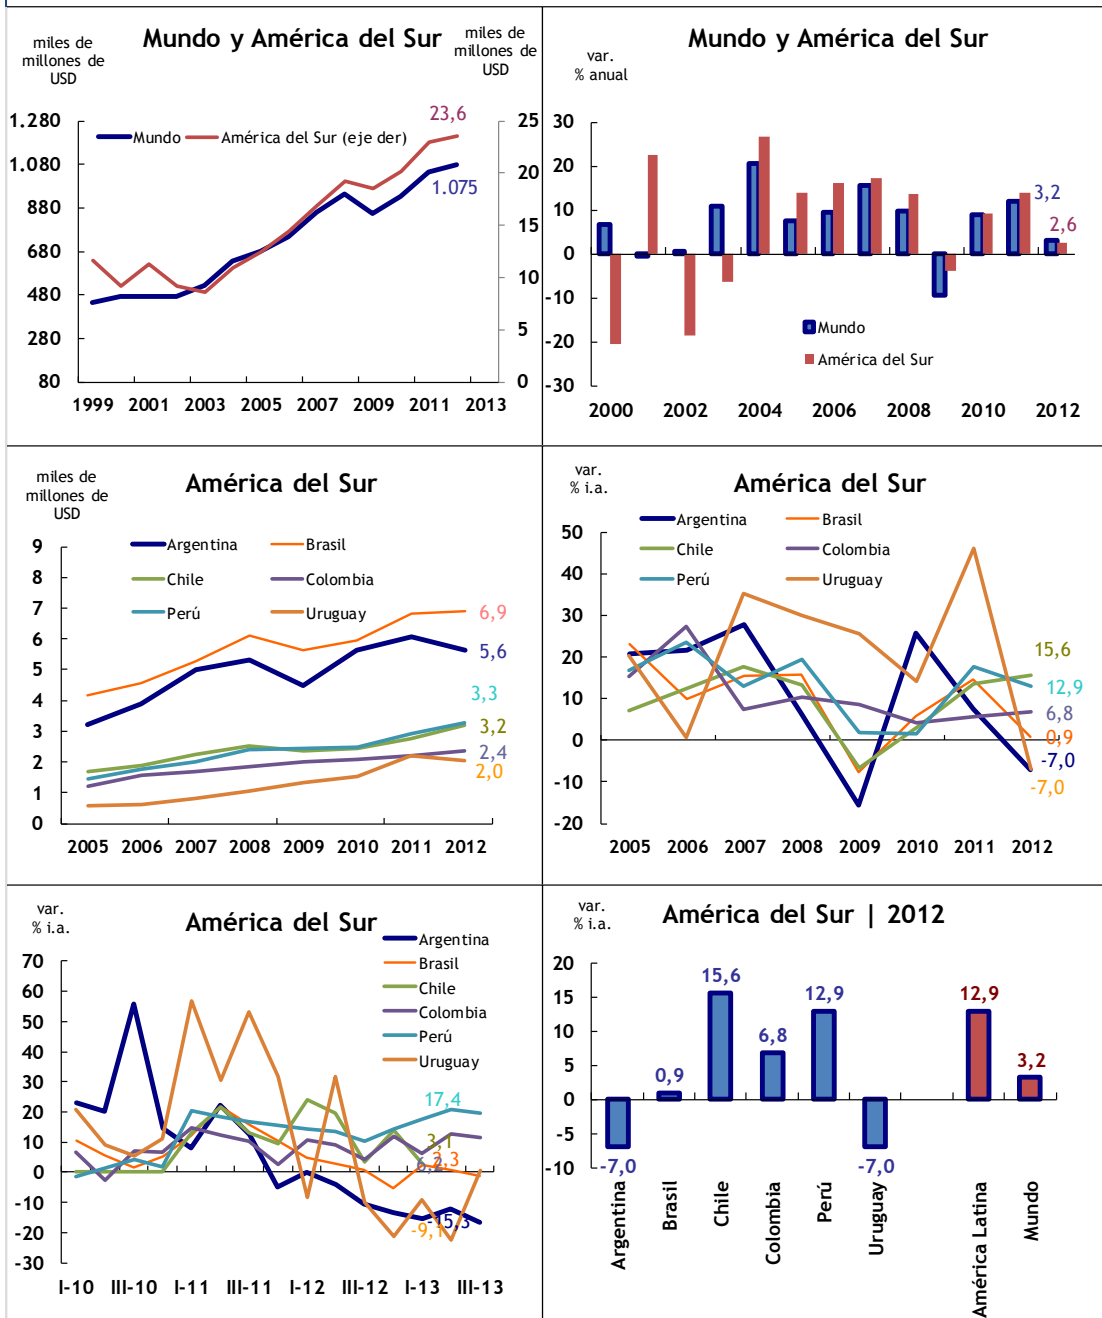 Mundo y América del Sur
miles de
millones de
USD
miles de
millones de
USD
23,6
1.280
1.080
880
680
480
280
80
Mundo
América del Sur (eje der)
1.075
25
20
15
10
5
0
1999 2001 2003 2005 2007 2009 2011 2013
Mundo y América del Sur
var.
% anual
30
20
10
0
-10
-20
-30
3,2
2,6
Mundo
América del Sur
2000 2002 2004 2006 2008 2010 2012
América del Sur
miles de
millones de
USD
9
8
7
6
5
4
3
2
1
0
Argentina
Brasil
Chile
Colombia
Perú
Uruguay
6,9
5,6
3,3
3,2
2,4
2,0
2005 2006 2007 2008 2009 2010 2011 2012
América del Sur
var.
% i.a.
50
40
30
20
10
0
-10
-20
Argentina
Brasil
Chile
Colombia
Perú
Uruguay
15,6
12,9
6,8
0,9
-7,0
-7,0
2005 2006 2007 2008 2009 2010 2011 2012
América del Sur
var.
% i.a.
70
60
50
40
30
20
10
0
-10
-20
-30
Argentina
Brasil
Chile
Colombia
Perú
Uruguay
17,4
3,1
2,3
6,2
-15,3
-9,1
I-10 III-10 I-11 III-11 I-12 III-12 I-13 III-13
América del Sur | 2012
var.
% i.a.
20
15
10
5
0
-5
-10
-7,0
0,9
15,6
6,8
12,9
-7,0
12,9
3,2
Argentina
Brasil
Chile
Colombia
Perú
Uruguay
América Latina
Mundo